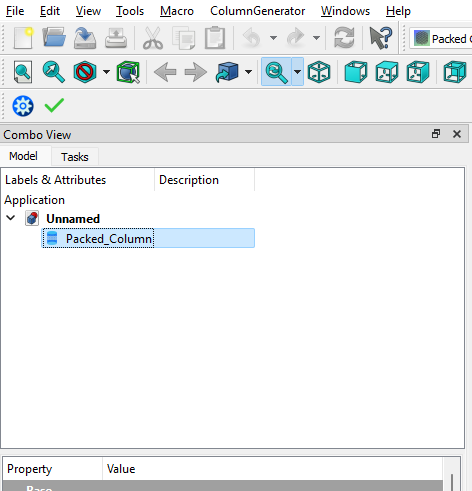 File Edit View Tools Macro ColumnGenerator Unnamed Windows Help
Packed
Combo View
Model Tasks
Labels & Attributes Description
Application
Unnamed
Packed_Column
Property Value
Base